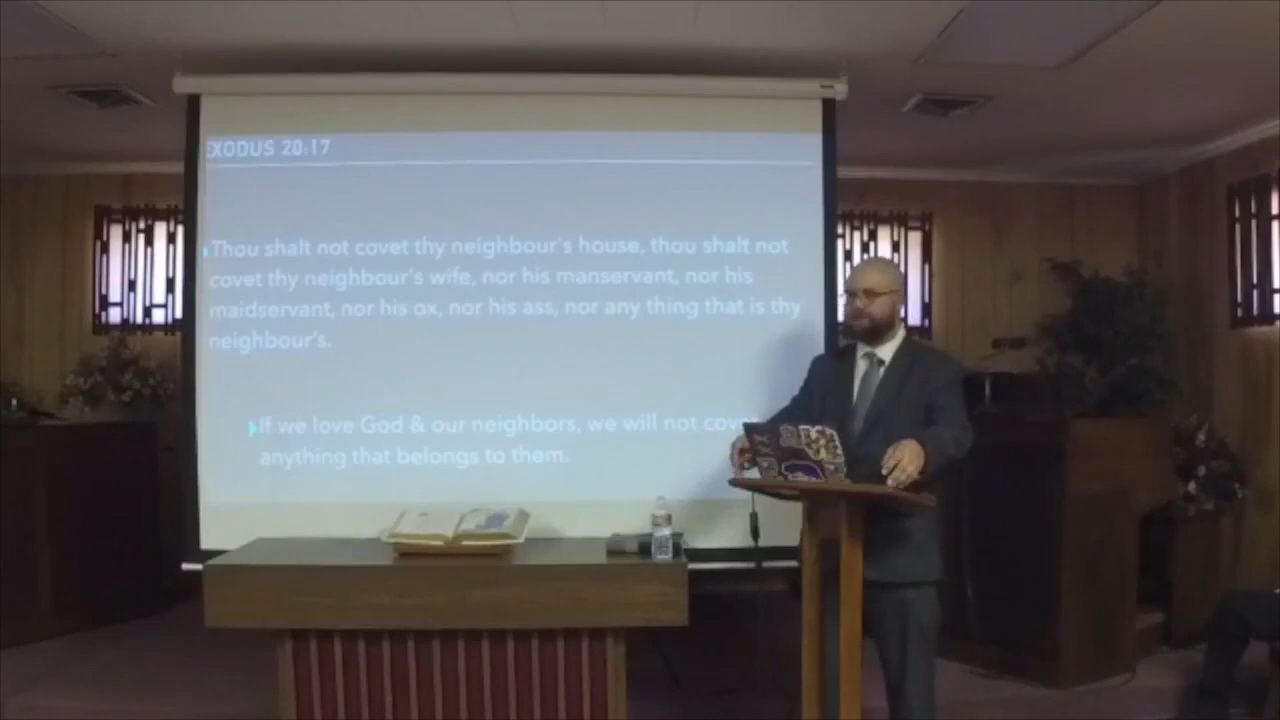 EXODUS 20:17
Thou shalt not covet thy neighbour's house, thou shalt not
covet thy neighbour's wife, nor his manservant, nor his
maidservant, nor his ox, nor his ass, nor any thing that is thy
neighbour's.
If we love God & our neighbors, we will not cove
anything that belongs to them.